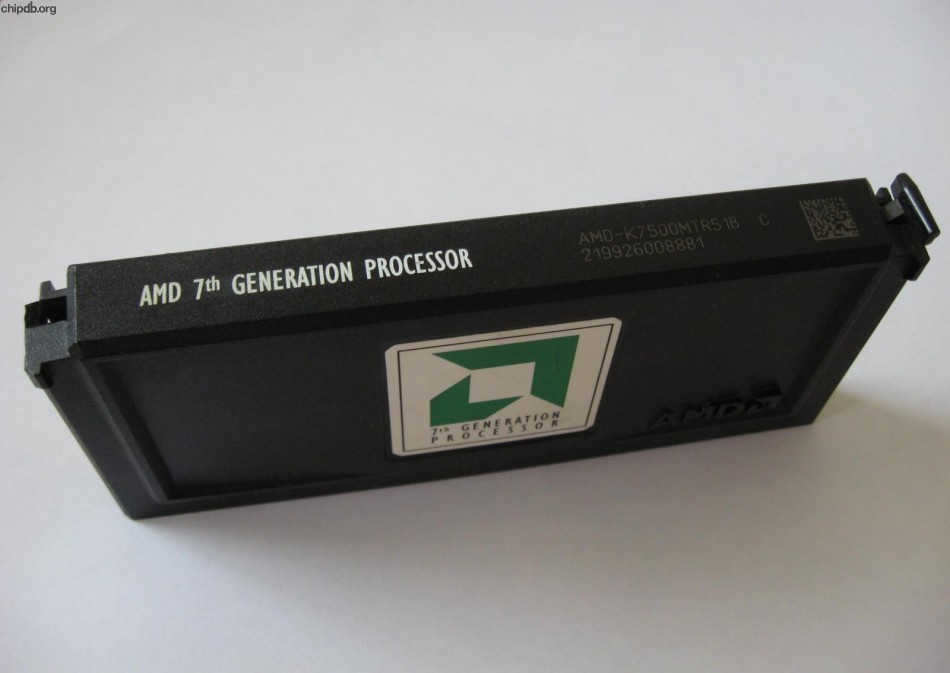 chipdb.org
AMD 7th GENERATION PROCESSOR
AMD-K7500MTR51B C
219926008881
7th GENERATION
PROCESSOR
AMD